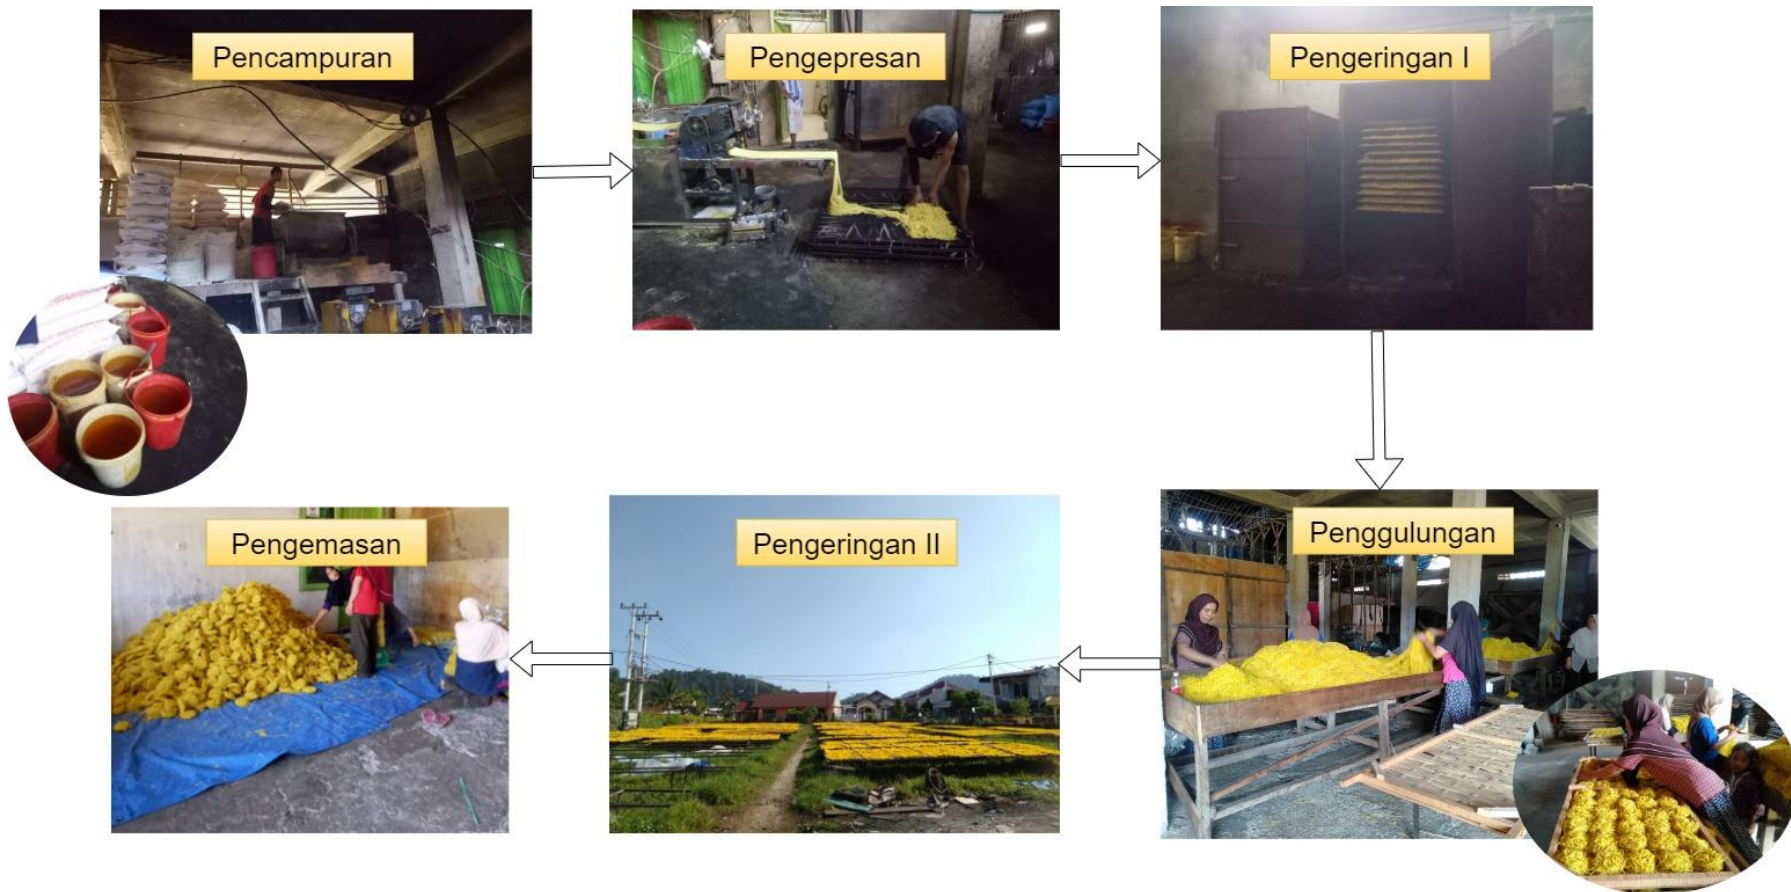 Pencampuran
Pengepresan
Pengeringan I
Penggulungan
Pengeringan II
Pengemasan